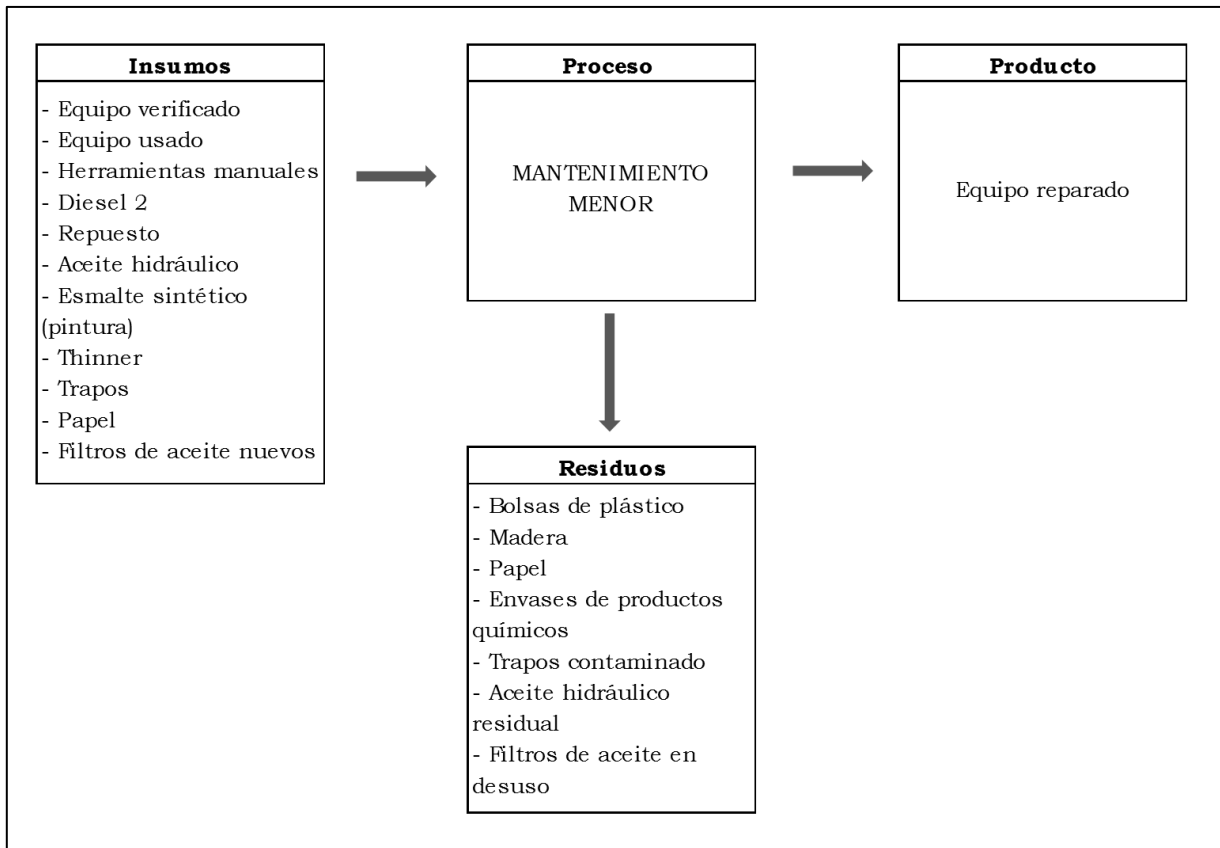 Insumos
- Equipo verificado
- Equipo usado
- Herramientas manuales
- Diesel 2
- Repuesto
- Aceite hidráulico
- Esmalte sintético
(pintura)
- Thinner
- Trapos
- Papel
- Filtros de aceite nuevos
Proceso
MANTENIMIENTO
MENOR
Producto
Equipo reparado
Residuos
- Bolsas de plástico
- Madera
- Papel
- Envases de productos
químicos
- Trapos contaminado
- Aceite hidráulico
residual
- Filtros de aceite en
desuso